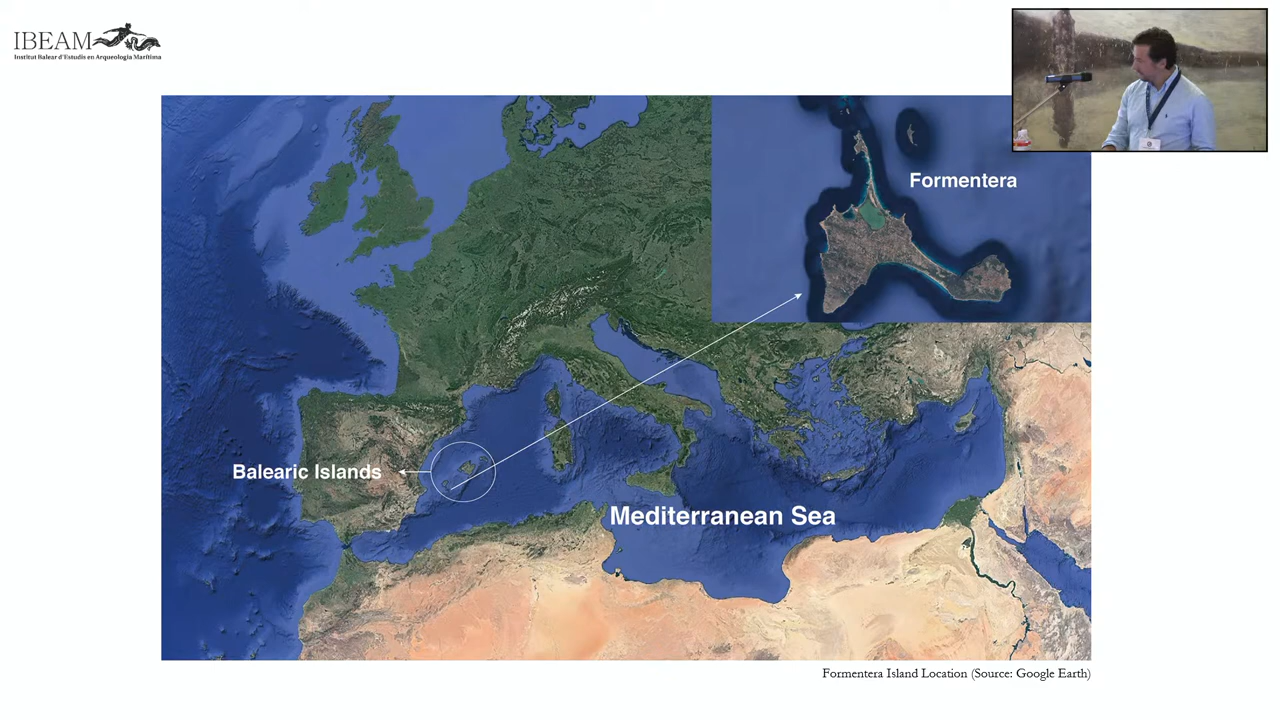 IBEAM
Institut Balear d'Estudis en Arqueologia Marítima
Formentera
Balearic Islands
Mediterranean Sea
Formentera Island Location (Source: Google Earth)